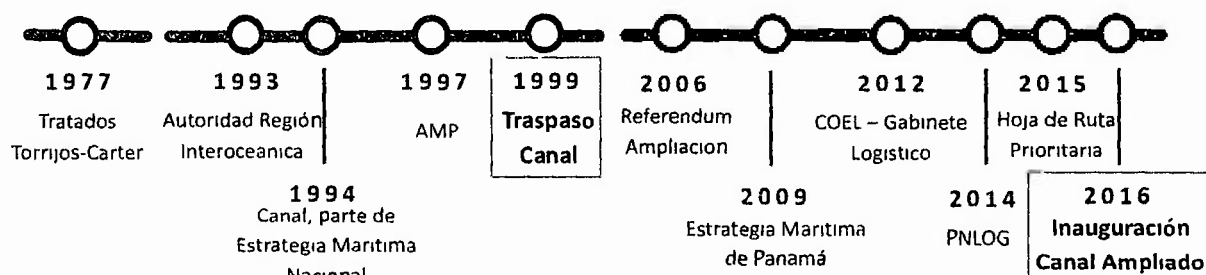 1977
Tratados
Torrijos-Carter
1993
Autoridad Región
Interoceanica
1994
Canal, parte de
Estrategia Maritima
Nacional
1997
AMP
1999
Traspaso
Canal
2006
Referendum
Ampliacion
2009
Estrategia Maritima
de Panamá
2012
COEL – Gabinete
Logistico
2014
PNLOG
2015
Hoja de Ruta
Prioritaria
2016
Inauguración
Canal Ampliado